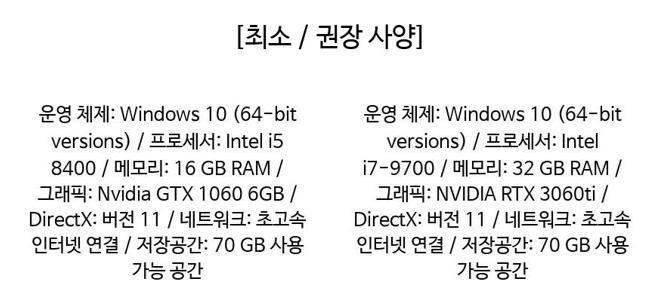 [최소 / 권장 사양]
운영 체제: Windows 10 (64-bit
versions) / 프로세서: Intel i5
8400 / 메모리: 16 GB RAM /
그래픽: Nvidia GTX 1060 6GB /
DirectX: 버전 11 / 네트워크: 초고속
인터넷 연결 / 저장공간: 70 GB 사용
가능 공간
운영 체제: Windows 10 (64-bit
versions) / 프로세서: Intel
i7-9700 / 메모리: 32 GB RAM /
그래픽: NVIDIA RTX 3060ti /
DirectX: 버전 11 / 네트워크: 초고속
인터넷 연결 / 저장공간: 70 GB 사용
가능 공간